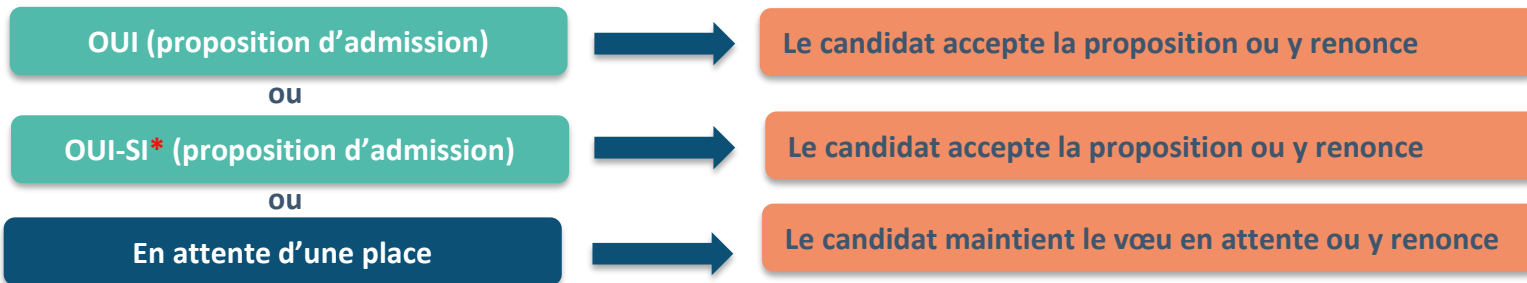 OUI (proposition d’admission)
Le candidat accepte la proposition ou y renonce
ou
OUI-SI* (proposition d’admission)
Le candidat accepte la proposition ou y renonce
ou
En attente d’une place
Le candidat maintient le vœu en attente ou y renonce